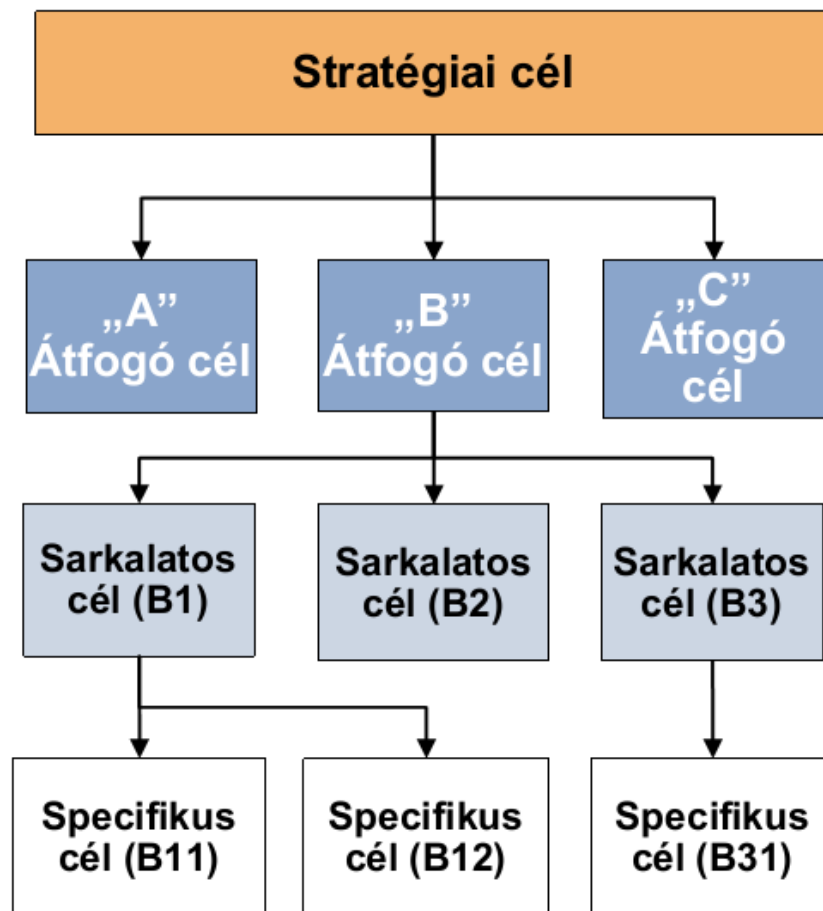 Stratégiai cél
„A”
Átfogó cél
„B”
Átfogó cél
„C”
Átfogó
cél
Sarkalatos
cél (B1)
Sarkalatos
cél (B2)
Sarkalatos
cél (B3)
Specifikus
cél (B11)
Specifikus
cél (B12)
Specifikus
cél (B31)